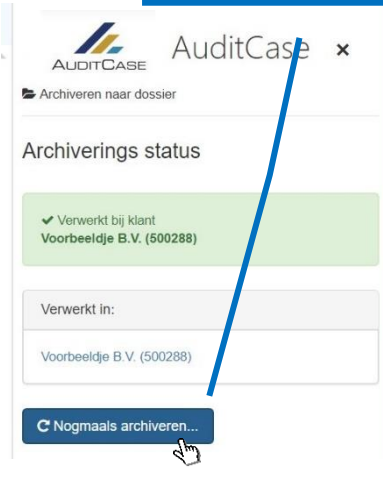 AUDITCASE
AuditCase ×
Archiveren naar dossier
Archiverings status
Verwerkt bij klant
Voorbeeldje B.V. (500288)
Verwerkt in:
Voorbeeldje B.V. (500288)
Nogmaals archiveren...